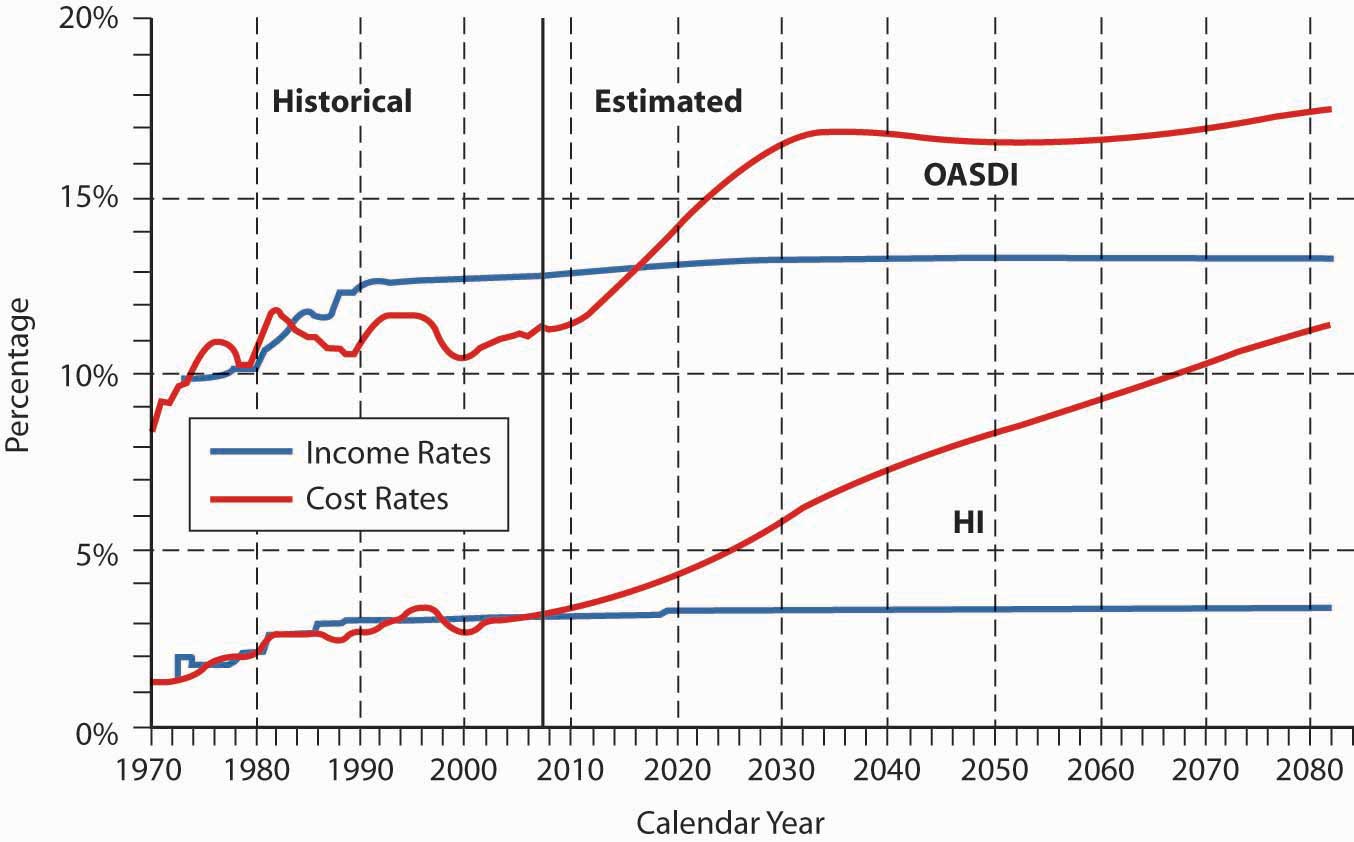 20%
Historical
Estimated
15%
OASDI
Percentage
10%
Income Rates
Cost Rates
HI
5%
0%
1970 1980 1990 2000 2010 2020 2030 2040 2050 2060 2070 2080
Calendar Year